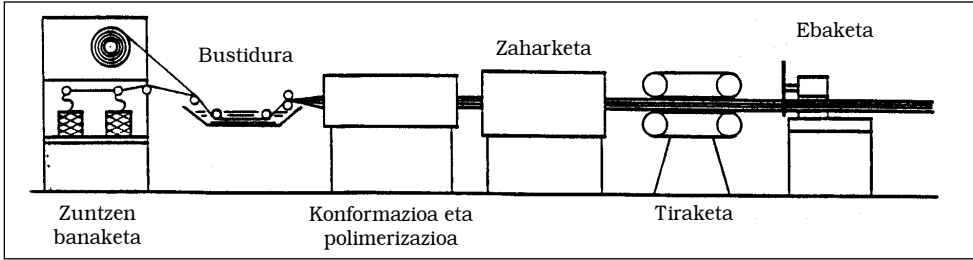 Bustidura
Zaharketa
Ebaketa
Zuntzen
banaketa
Konformazioa eta
polimerizazioa
Tiraketa